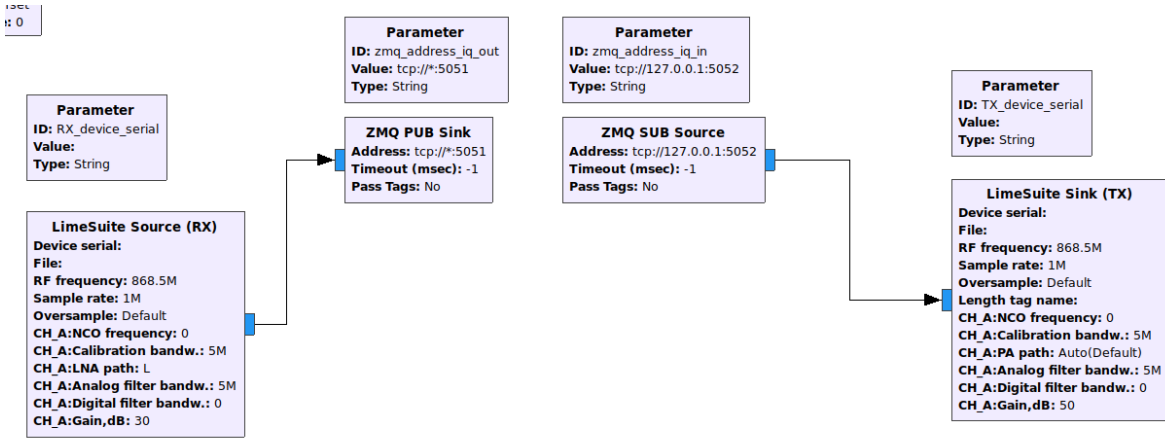 e: 0
Parameter
ID: RX_device_serial
Value:
Type: String
LimeSuite Source (RX)
Device serial:
File:
RF frequency: 868.5M
Sample rate: 1M
Oversample: Default
CH_A:NCO frequency: 0
CH_A:Calibration bandw.: 5M
CH_A:LNA path: L
CH_A:Analog filter bandw.: 5M
CH_A:Digital filter bandw.: 0
CH_A:Gain,dB: 30
Parameter
ID: zmq_address_iq_out
Value: tcp://*:5051
Type: String
ZMQ PUB Sink
Address: tcp://*:5051
Timeout (msec): -1
Pass Tags: No
Parameter
ID: zmq_address_iq_in
Value: tcp://127.0.0.1:5052
Type: String
ZMQ SUB Source
Address: tcp://127.0.0.1:5052
Timeout (msec): -1
Pass Tags: No
Parameter
ID: TX_device_serial
Value:
Type: String
LimeSuite Sink (TX)
Device serial:
File:
RF frequency: 868.5M
Sample rate: 1M
Oversample: Default
Length tag name:
CH_A:NCO frequency: 0
CH_A:Calibration bandw.: 5M
CH_A:PA path: Auto(Default)
CH_A:Analog filter bandw.: 5M
CH_A:Digital filter bandw.: 0
CH_A:Gain,dB: 50